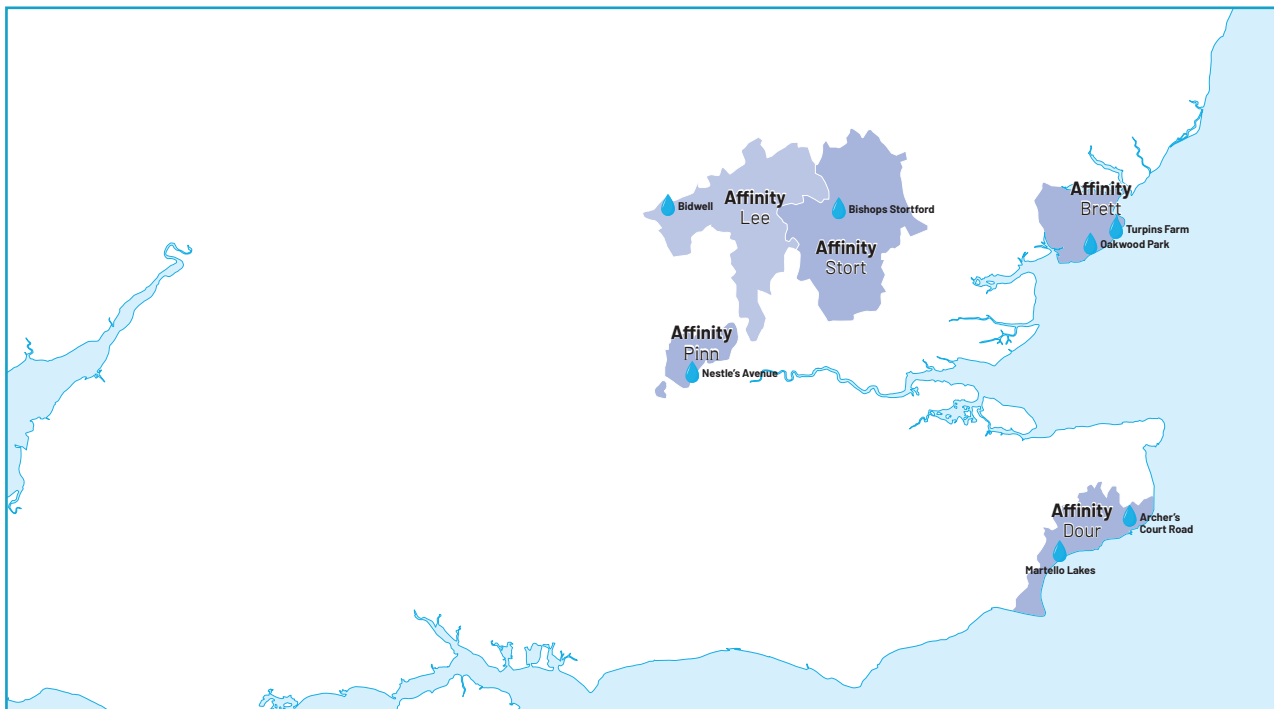 Affinity
Lee
Bidwell
Bishops Stortford
Affinity
Stort
Affinity
Brett
Turpins Farm
Oakwood Park
Affinity
Pinn
Nestle's Avenue
Affinity
Dour
Archer's
Court Road
Martello Lakes